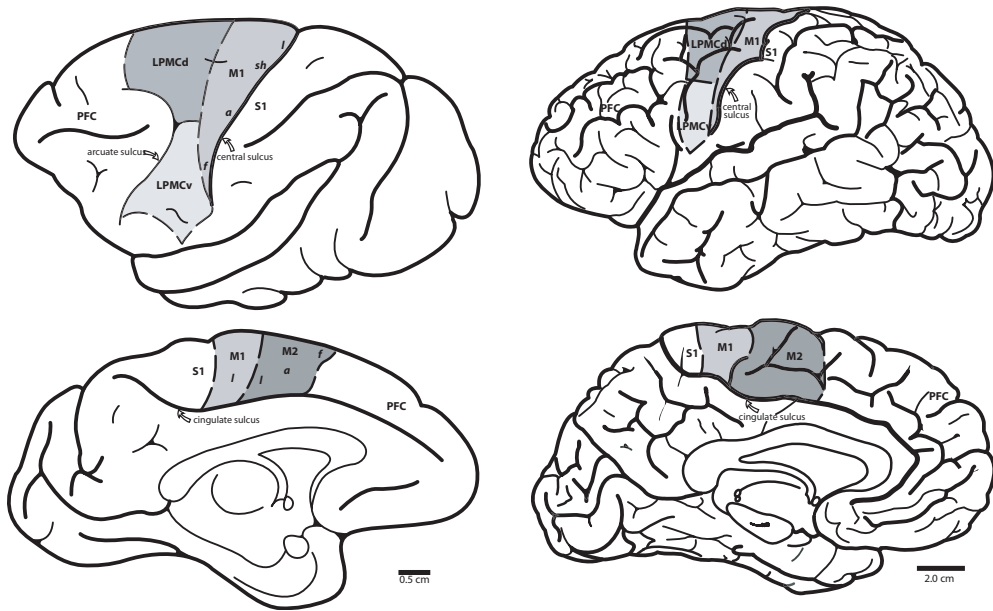 LPMCd
M1
l
sh
a
S1
PFC
arcuate sulcus
central sulcus
f
LPMCv
LPMCd
M1
S1
PFC
central
sulcus
LPMCv
S1
M1
M2
f
l
l
a
PFC
cingulate sulcus
0.5 cm
S1
M1
M2
PFC
cingulate sulcus
2.0 cm